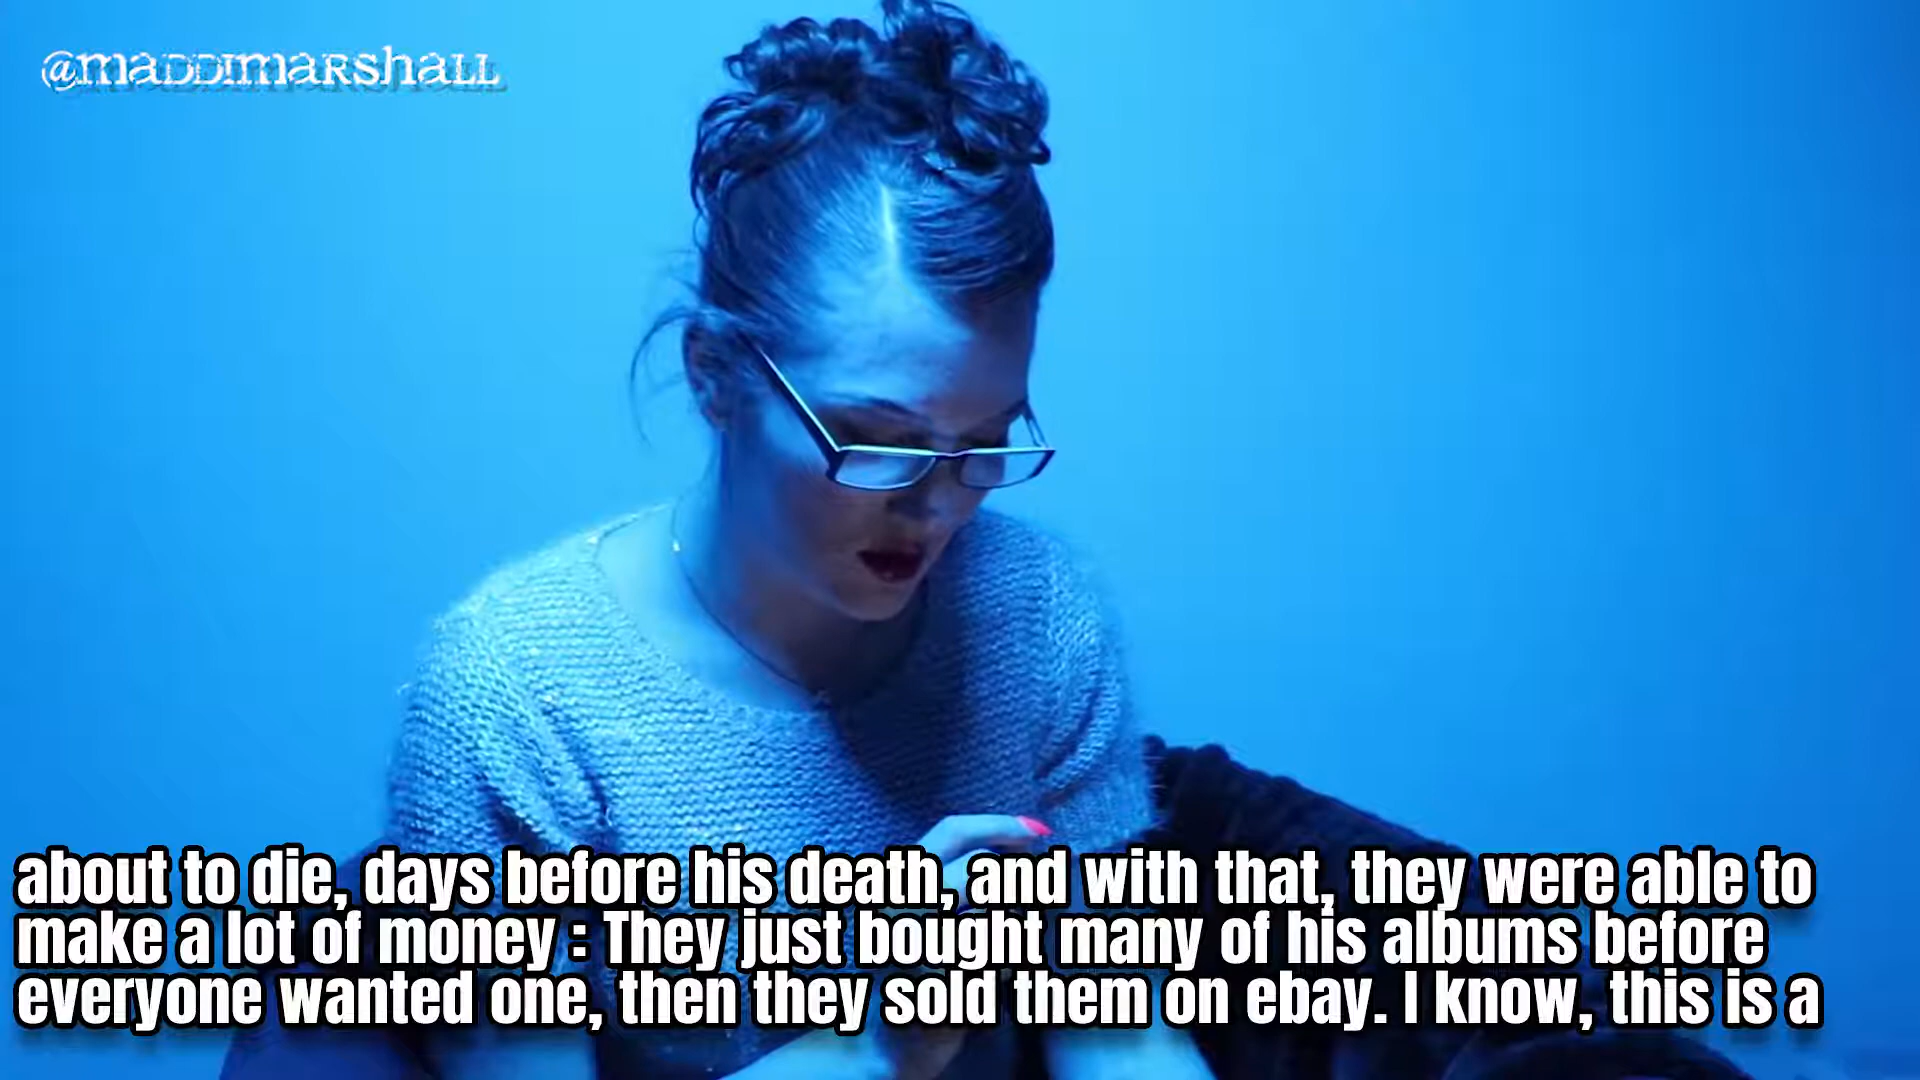 @maddimarshall
about to die, days before his death, and with that, they were able to
make a lot of money : They just bought many of his albums before
everyone wanted one, then they sold them on ebay. I know, this is a